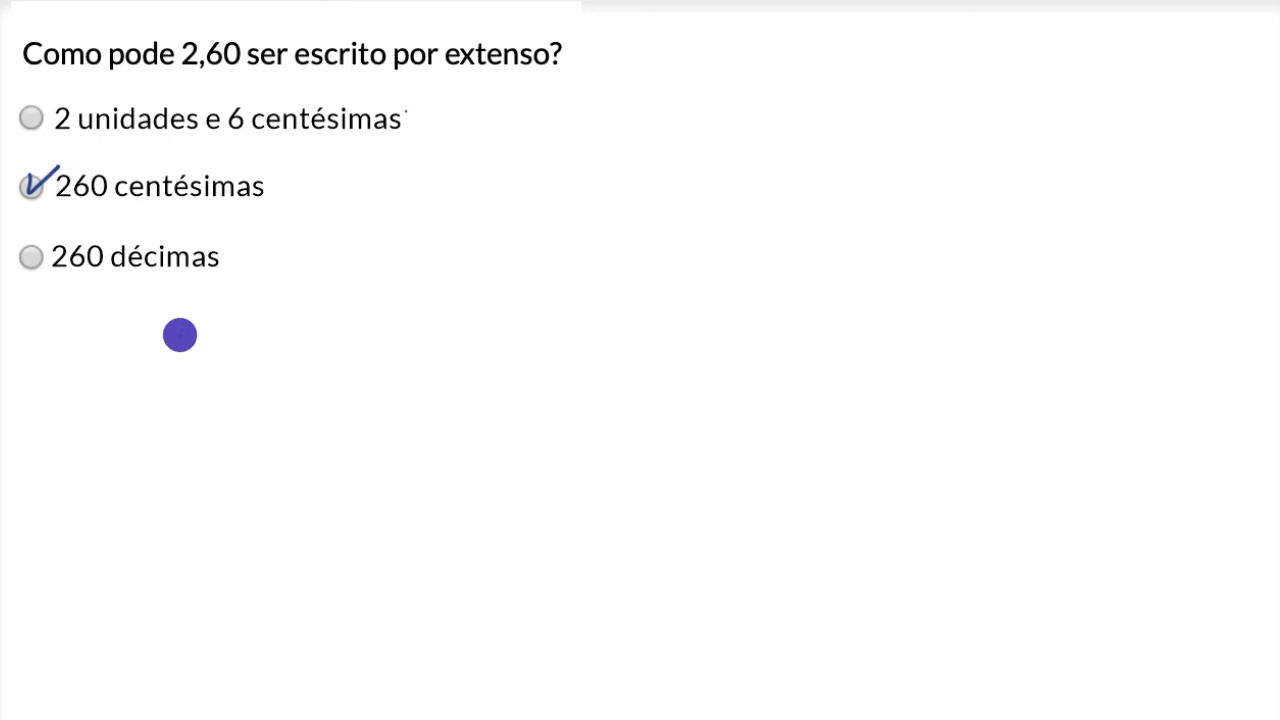 Como pode 2,60 ser escrito por extenso?
2 unidades e 6 centésimas
260 centésimas
260 décimas